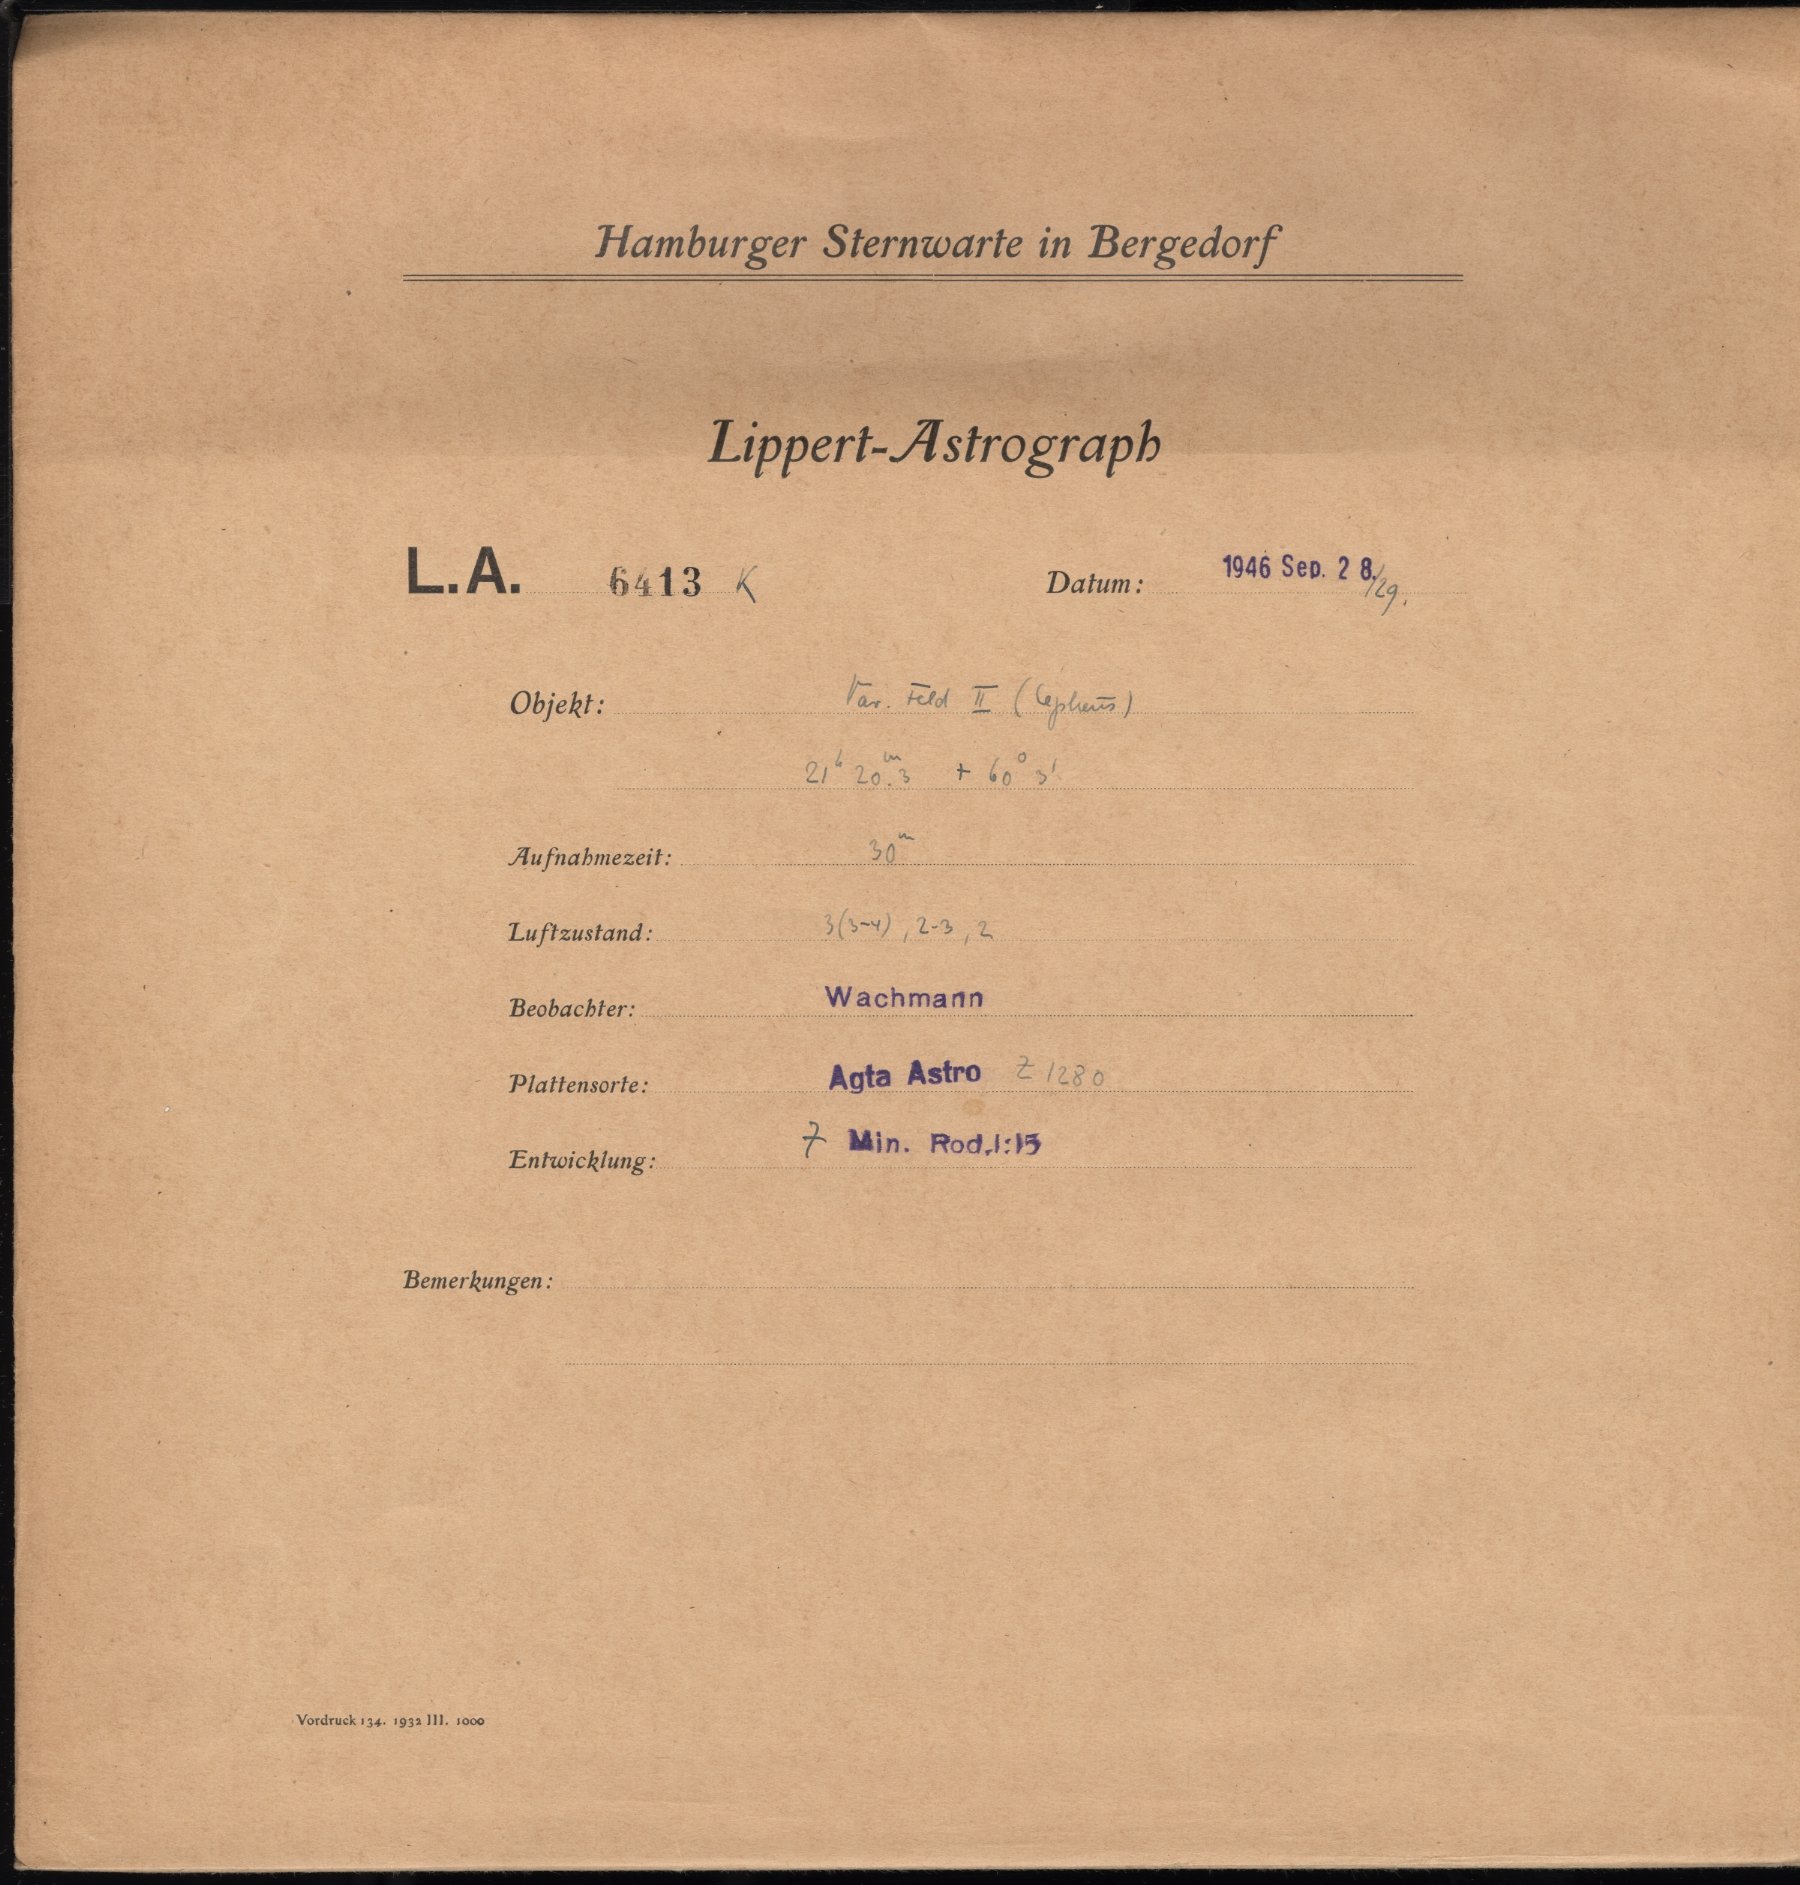 Hamburger Sternwarte in Bergedorf
Lippert-Astrograph
L.A. 6413 K Datum: 1946 Sep. 28./29.
Objekt: Var. Feld II (Cepheus)
21h 20m.3 + 60° 3'
Aufnahmezeit: 30m
Luftzustand: 3(3-4), 2-3, 2
Beobachter: Wachmann
Plattensorte: Agfa Astro Z 1280
Entwicklung: 7 Min. Rod. 1:15
Bemerkungen:
Vordruck 134. 1932 III. 1000